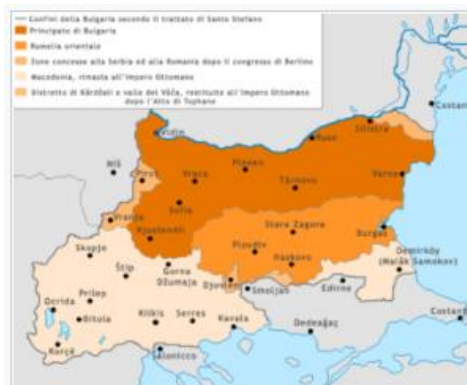 Confini della Bulgaria secondo il trattato di Santo Stefano
Principato di Bulgaria
Rumelia orientale
Zone concesse alla Serbia ed alla Romania dopo il congresso di Berlino
Macedonia, rimasta all'Impero Ottomano
Distretto di Kărdžali e valle del Văča, restituite all'Impero Ottomano
dopo l'Atto di Tophane
Costan
Silistra
Vidin
Ruse
Niš
Pleven
Pirot
Vraca
Varna
Tărnovo
Sofia
Vranje
Stara Zagora
Burgas
Kjustendil
Skopje
Plovdiv
Demirköy
(Malăk Samokov)
Gorna
Džumaja
Haskovo
Štip
Djovlen
Smoljan
Edirne
Prilep
Ocrida
Bitola
Kilkis
Serres
Kavala
Dedeağaç
Costant
Korçë
Salonicco